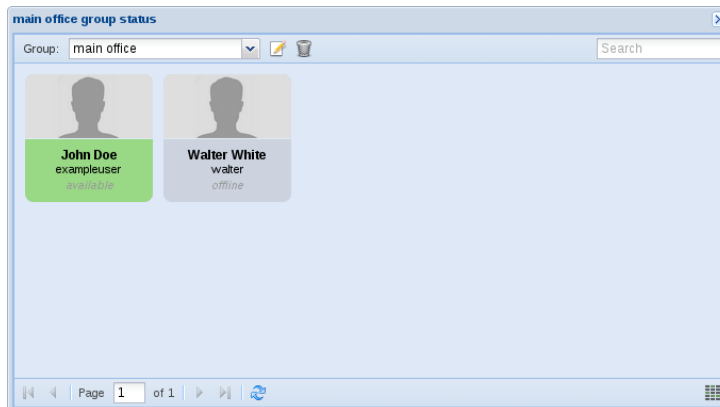 main office group status
Group: main office Search
John Doe
exampleuser
available
Walter White
walter
offline
Page 1 of 1